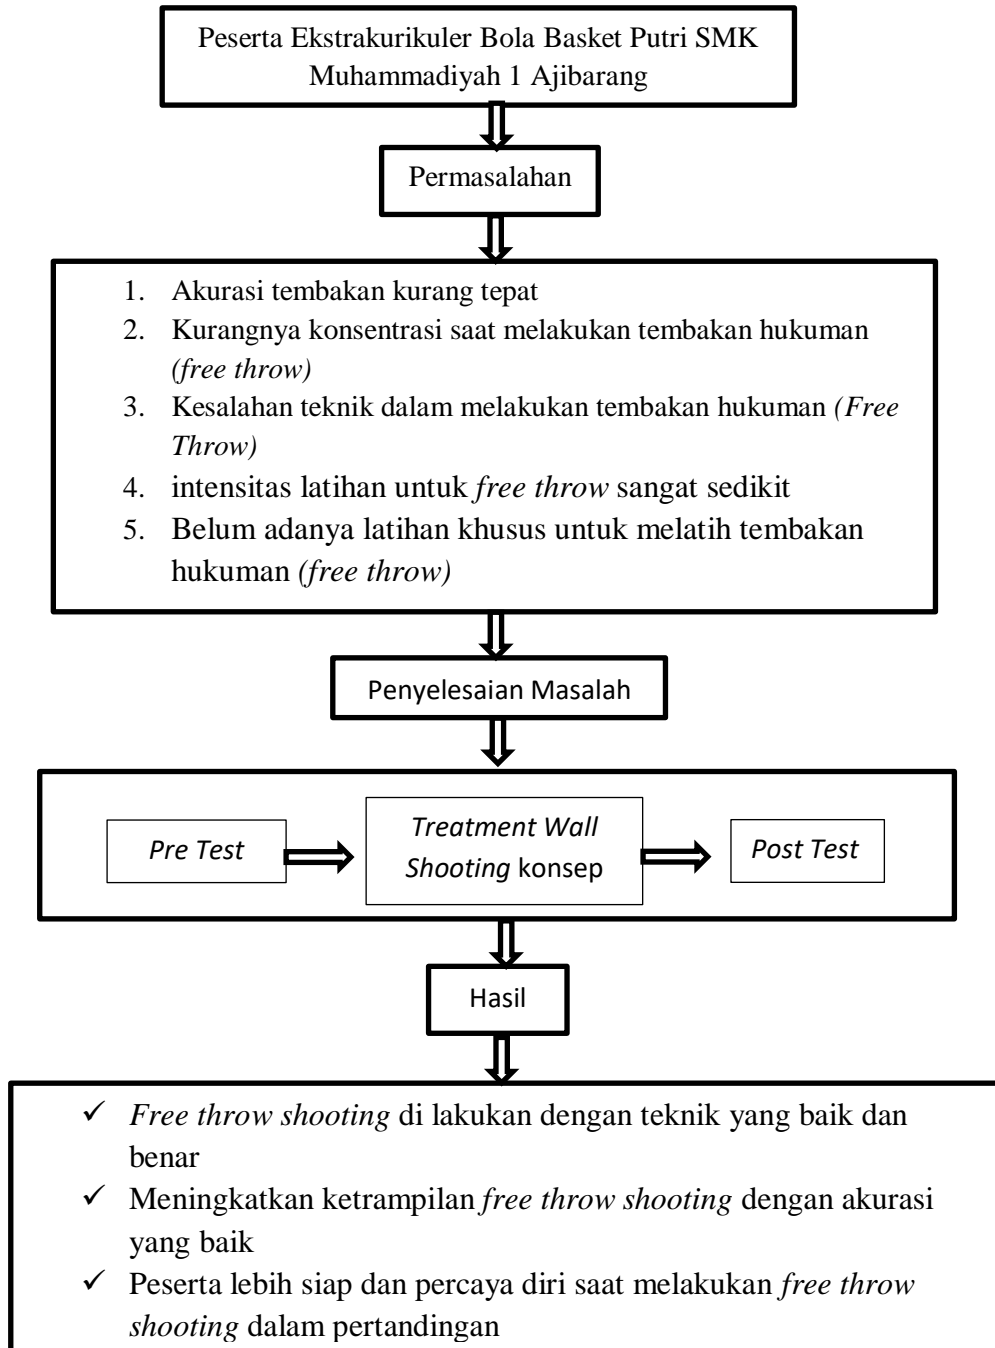 Peserta Ekstrakurikuler Bola Basket Putri SMK
Muhammadiyah 1 Ajibarang
Permasalahan
1. Akurasi tembakan kurang tepat
2. Kurangnya konsentrasi saat melakukan tembakan hukuman
(free throw)
3. Kesalahan teknik dalam melakukan tembakan hukuman (Free
Throw)
4. intensitas latihan untuk free throw sangat sedikit
5. Belum adanya latihan khusus untuk melatih tembakan
hukuman (free throw)
Penyelesaian Masalah
Pre Test
Treatment Wall
Shooting konsep
Post Test
Hasil
✓ Free throw shooting di lakukan dengan teknik yang baik dan
benar
✓ Meningkatkan ketrampilan free throw shooting dengan akurasi
yang baik
✓ Peserta lebih siap dan percaya diri saat melakukan free throw
shooting dalam pertandingan